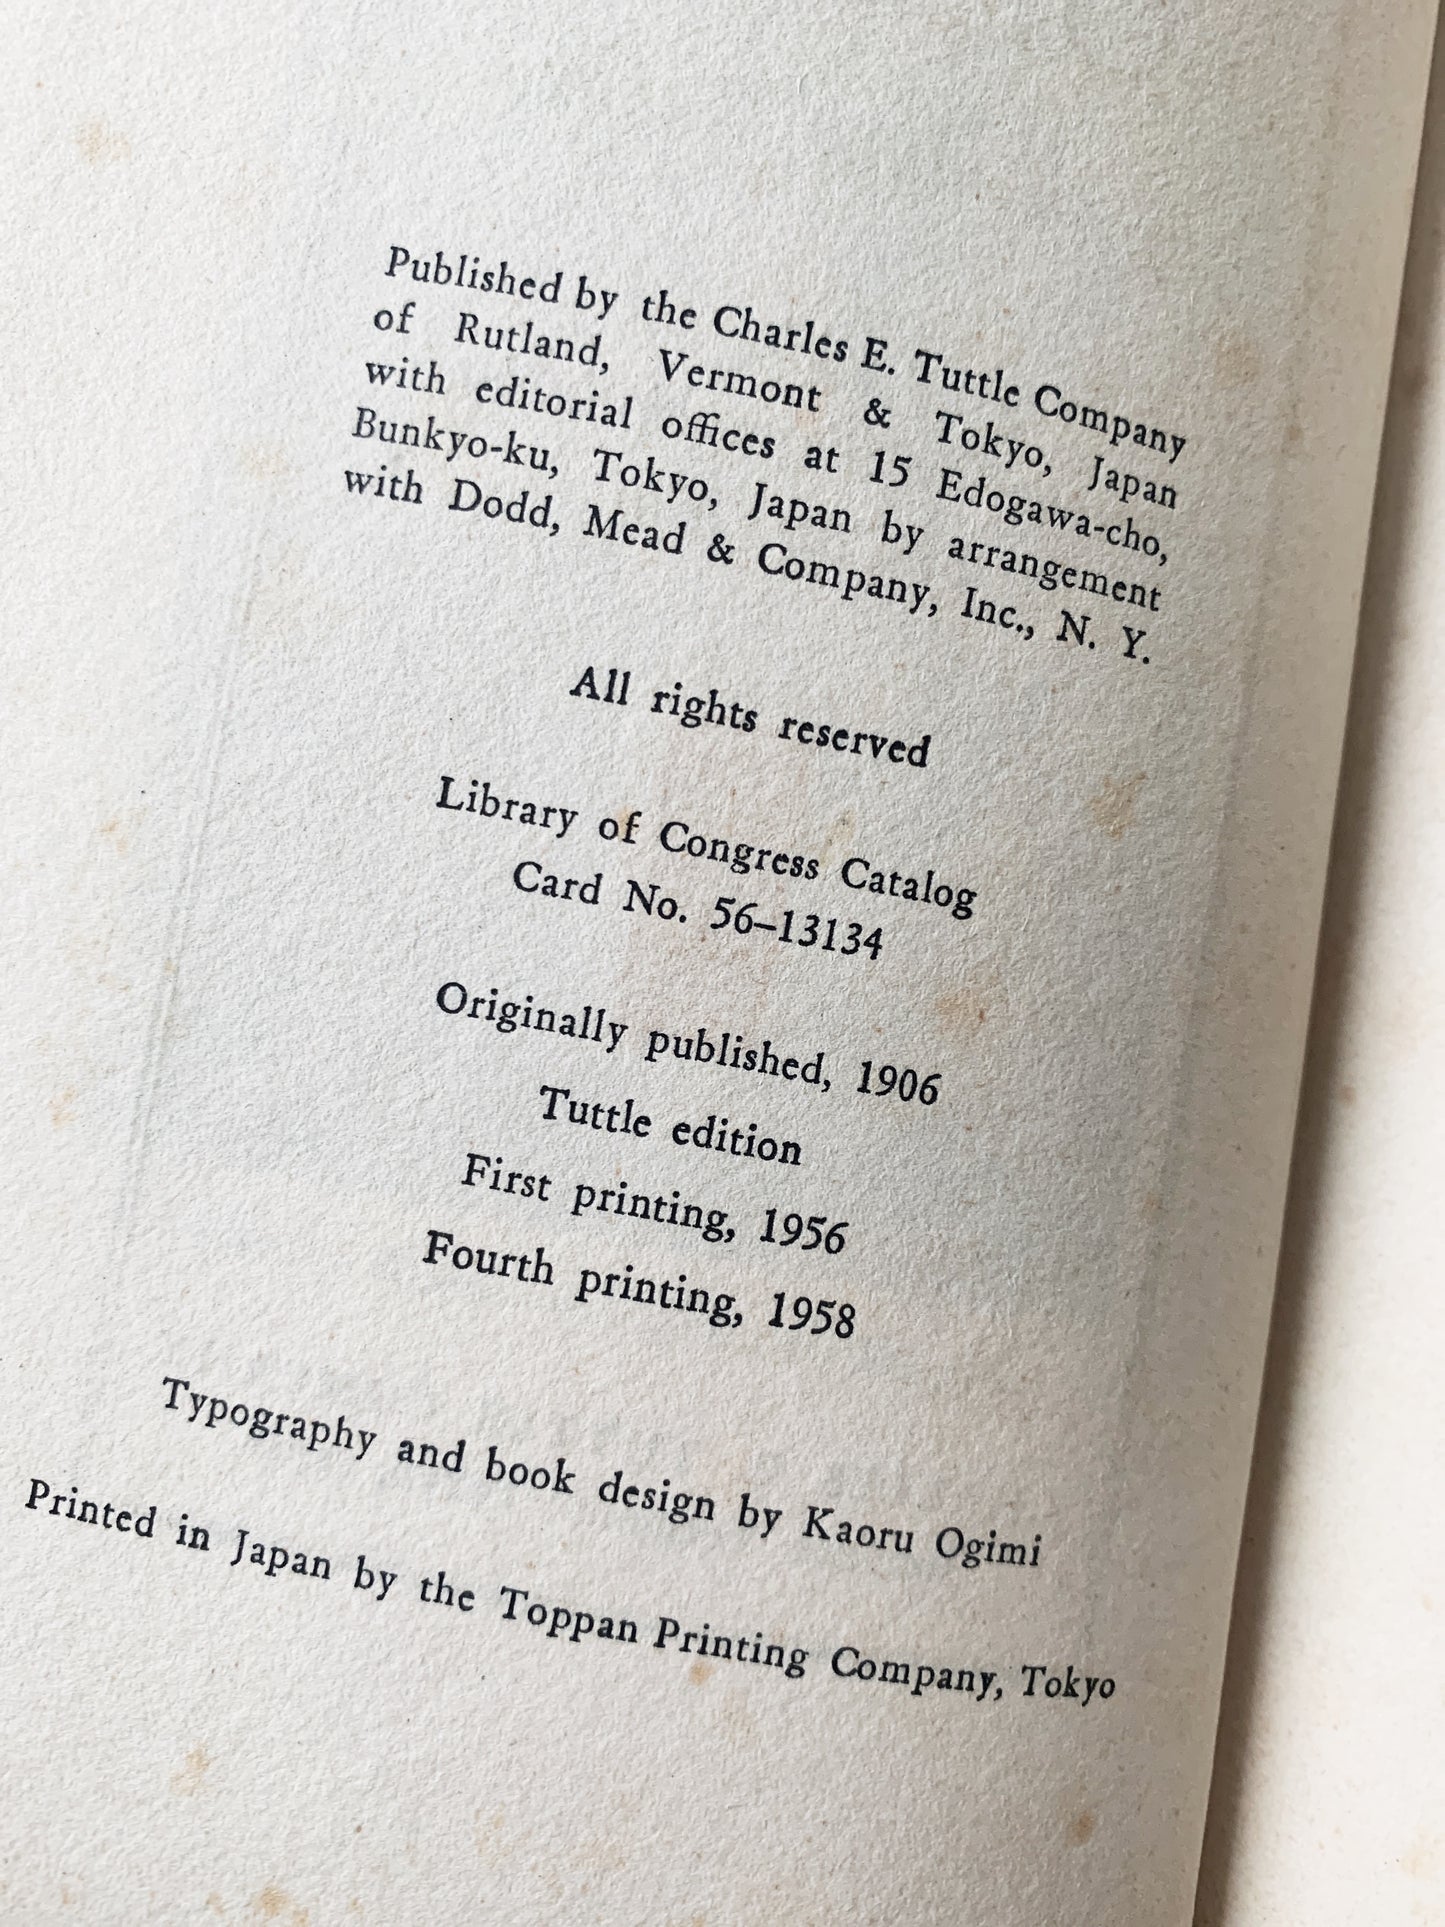 Published by the Charles E. Tuttle Company
of Rutland, Vermont & Tokyo, Japan
with editorial offices at 15 Edogawa-cho,
Bunkyo-ku, Tokyo, Japan by arrangement
with Dodd, Mead & Company, Inc., N. Y.
All rights reserved
Library of Congress Catalog
Card No. 56–13134
Originally published, 1906
Tuttle edition
First printing, 1956
Fourth printing, 1958
Typography and book design by Kaoru Ogimi
Printed in Japan by the Toppan Printing Company, Tokyo